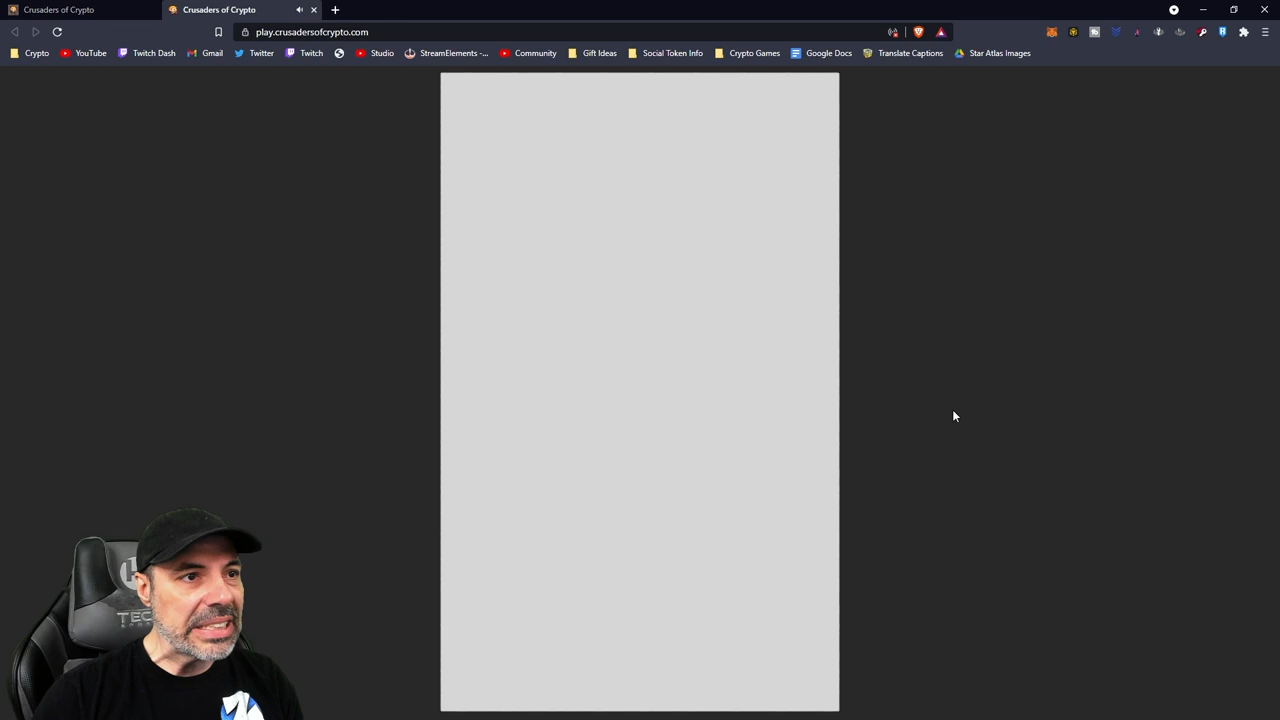 Crusaders of Crypto
Crusaders of Crypto
play.crusadersofcrypto.com
Crypto
YouTube
Twitch Dash
Gmail
Twitter
Twitch
Studio
StreamElements -...
Community
Gift Ideas
Social Token Info
Crypto Games
Google Docs
Translate Captions
Star Atlas Images
TEC